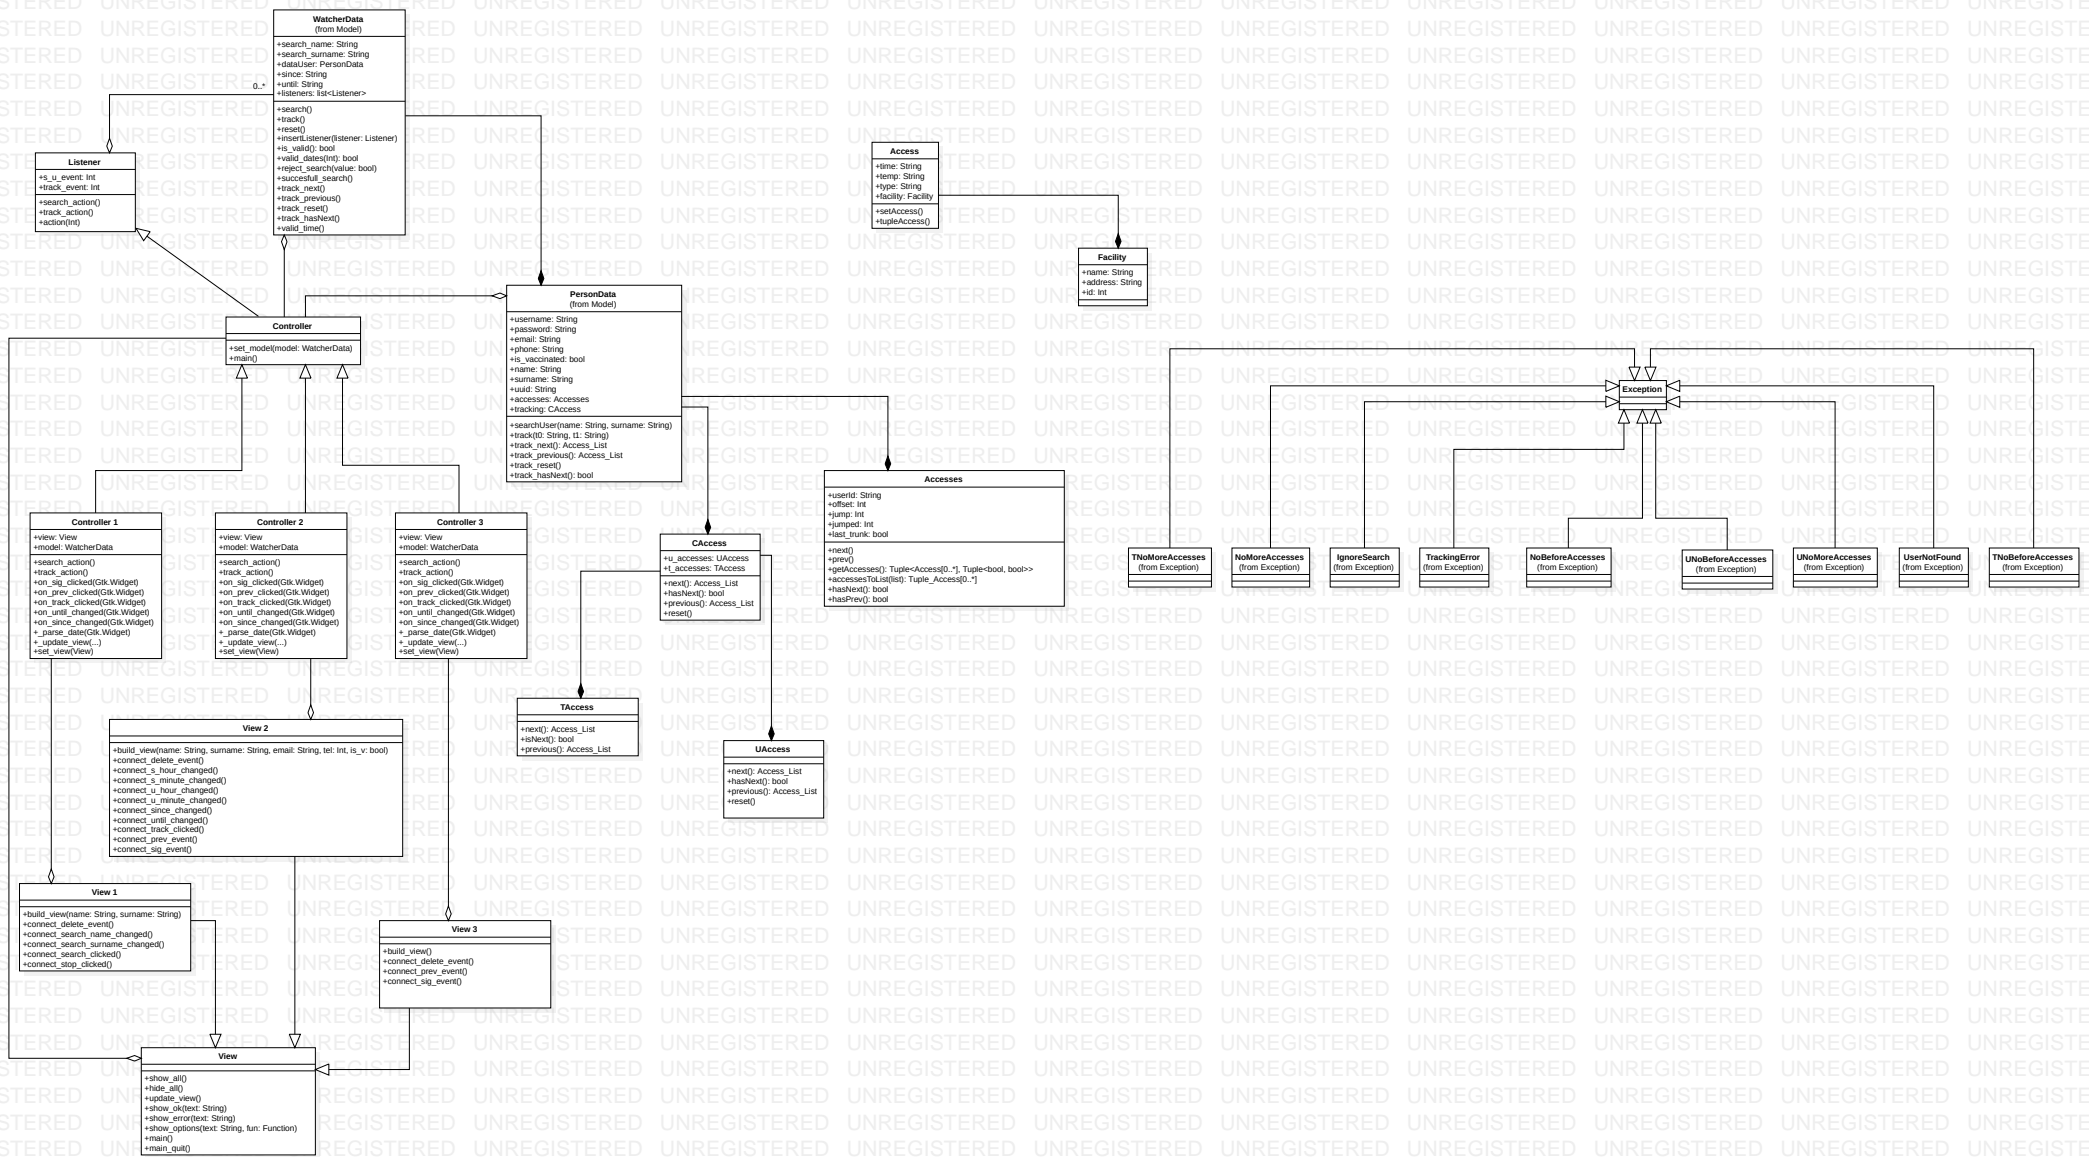 WatcherData
(from Model)
+search_name: String
+search_surname: String
+dataUser: PersonData
+since: String
+until: String
+listeners: list<Listener>
+search()
+track()
+reset()
+insertListener(listener: Listener)
+is_valid(): bool
+valid_dates(Int): bool
+reject_search(value: bool)
+succesfull_search()
+track_next()
+track_previous()
+track_reset()
+track_hasNext()
+valid_time()
0..*
Listener
+s_u_event: Int
+track_event: Int
+search_action()
+track_action()
+action(Int)
Access
+time: String
+temp: String
+type: String
+facility: Facility
+setAccess()
+tupleAccess()
Facility
+name: String
+address: String
+id: Int
Controller
+set_model(model: WatcherData)
+main()
PersonData
(from Model)
+username: String
+password: String
+email: String
+phone: String
+is_vaccinated: bool
+name: String
+surname: String
+uuid: String
+accesses: Accesses
+tracking: CAccess
+searchUser(name: String, surname: String)
+track(t0: String, t1: String)
+track_next(): Access_List
+track_previous(): Access_List
+track_reset()
+track_hasNext(): bool
Exception
Accesses
+userId: String
+offset: Int
+jump: Int
+jumped: Int
+last_trunk: bool
+next()
+prev()
+getAccesses(): Tuple<Access[0..*], Tuple<bool, bool>>
+accessesToList(list): Tuple_Access[0..*]
+hasNext(): bool
+hasPrev(): bool
Controller 1
+view: View
+model: WatcherData
+search_action()
+track_action()
+on_sig_clicked(Gtk.Widget)
+on_prev_clicked(Gtk.Widget)
+on_track_clicked(Gtk.Widget)
+on_until_changed(Gtk.Widget)
+on_since_changed(Gtk.Widget)
+_parse_date(Gtk.Widget)
+_update_view(...)
+set_view(View)
Controller 2
+view: View
+model: WatcherData
+search_action()
+track_action()
+on_sig_clicked(Gtk.Widget)
+on_prev_clicked(Gtk.Widget)
+on_track_clicked(Gtk.Widget)
+on_until_changed(Gtk.Widget)
+on_since_changed(Gtk.Widget)
+_parse_date(Gtk.Widget)
+_update_view(...)
+set_view(View)
Controller 3
+view: View
+model: WatcherData
+search_action()
+track_action()
+on_sig_clicked(Gtk.Widget)
+on_prev_clicked(Gtk.Widget)
+on_track_clicked(Gtk.Widget)
+on_until_changed(Gtk.Widget)
+on_since_changed(Gtk.Widget)
+_parse_date(Gtk.Widget)
+_update_view(...)
+set_view(View)
CAccess
+u_accesses: UAccess
+t_accesses: TAccess
+next(): Access_List
+hasNext(): bool
+previous(): Access_List
+reset()
TNoMoreAccesses
(from Exception)
NoMoreAccesses
(from Exception)
IgnoreSearch
(from Exception)
TrackingError
(from Exception)
NoBeforeAccesses
(from Exception)
UNoBeforeAccesses
(from Exception)
UNoMoreAccesses
(from Exception)
UserNotFound
(from Exception)
TNoBeforeAccesses
(from Exception)
TAccess
+next(): Access_List
+isNext(): bool
+previous(): Access_List
UAccess
+next(): Access_List
+hasNext(): bool
+previous(): Access_List
+reset()
View 2
+build_view(name: String, surname: String, email: String, tel: Int, is_v: bool)
+connect_delete_event()
+connect_s_hour_changed()
+connect_s_minute_changed()
+connect_u_hour_changed()
+connect_u_minute_changed()
+connect_since_changed()
+connect_until_changed()
+connect_track_clicked()
+connect_prev_event()
+connect_sig_event()
View 1
+build_view(name: String, surname: String)
+connect_delete_event()
+connect_search_name_changed()
+connect_search_surname_changed()
+connect_search_clicked()
+connect_stop_clicked()
View 3
+build_view()
+connect_delete_event()
+connect_prev_event()
+connect_sig_event()
View
+show_all()
+hide_all()
+update_view()
+show_ok(text: String)
+show_error(text: String)
+show_options(text: String, fun: Function)
+main()
+main_quit()
UNREGISTERED